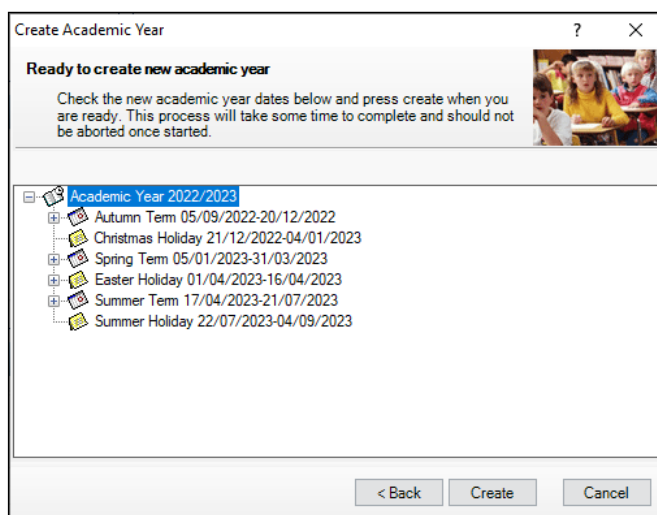 Create Academic Year
?
Ready to create new academic year
Check the new academic year dates below and press create when you
are ready. This process will take some time to complete and should not
be aborted once started.
Academic Year 2022/2023
Autumn Term 05/09/2022-20/12/2022
Christmas Holiday 21/12/2022-04/01/2023
Spring Term 05/01/2023-31/03/2023
Easter Holiday 01/04/2023-16/04/2023
Summer Term 17/04/2023-21/07/2023
Summer Holiday 22/07/2023-04/09/2023
< Back Create Cancel